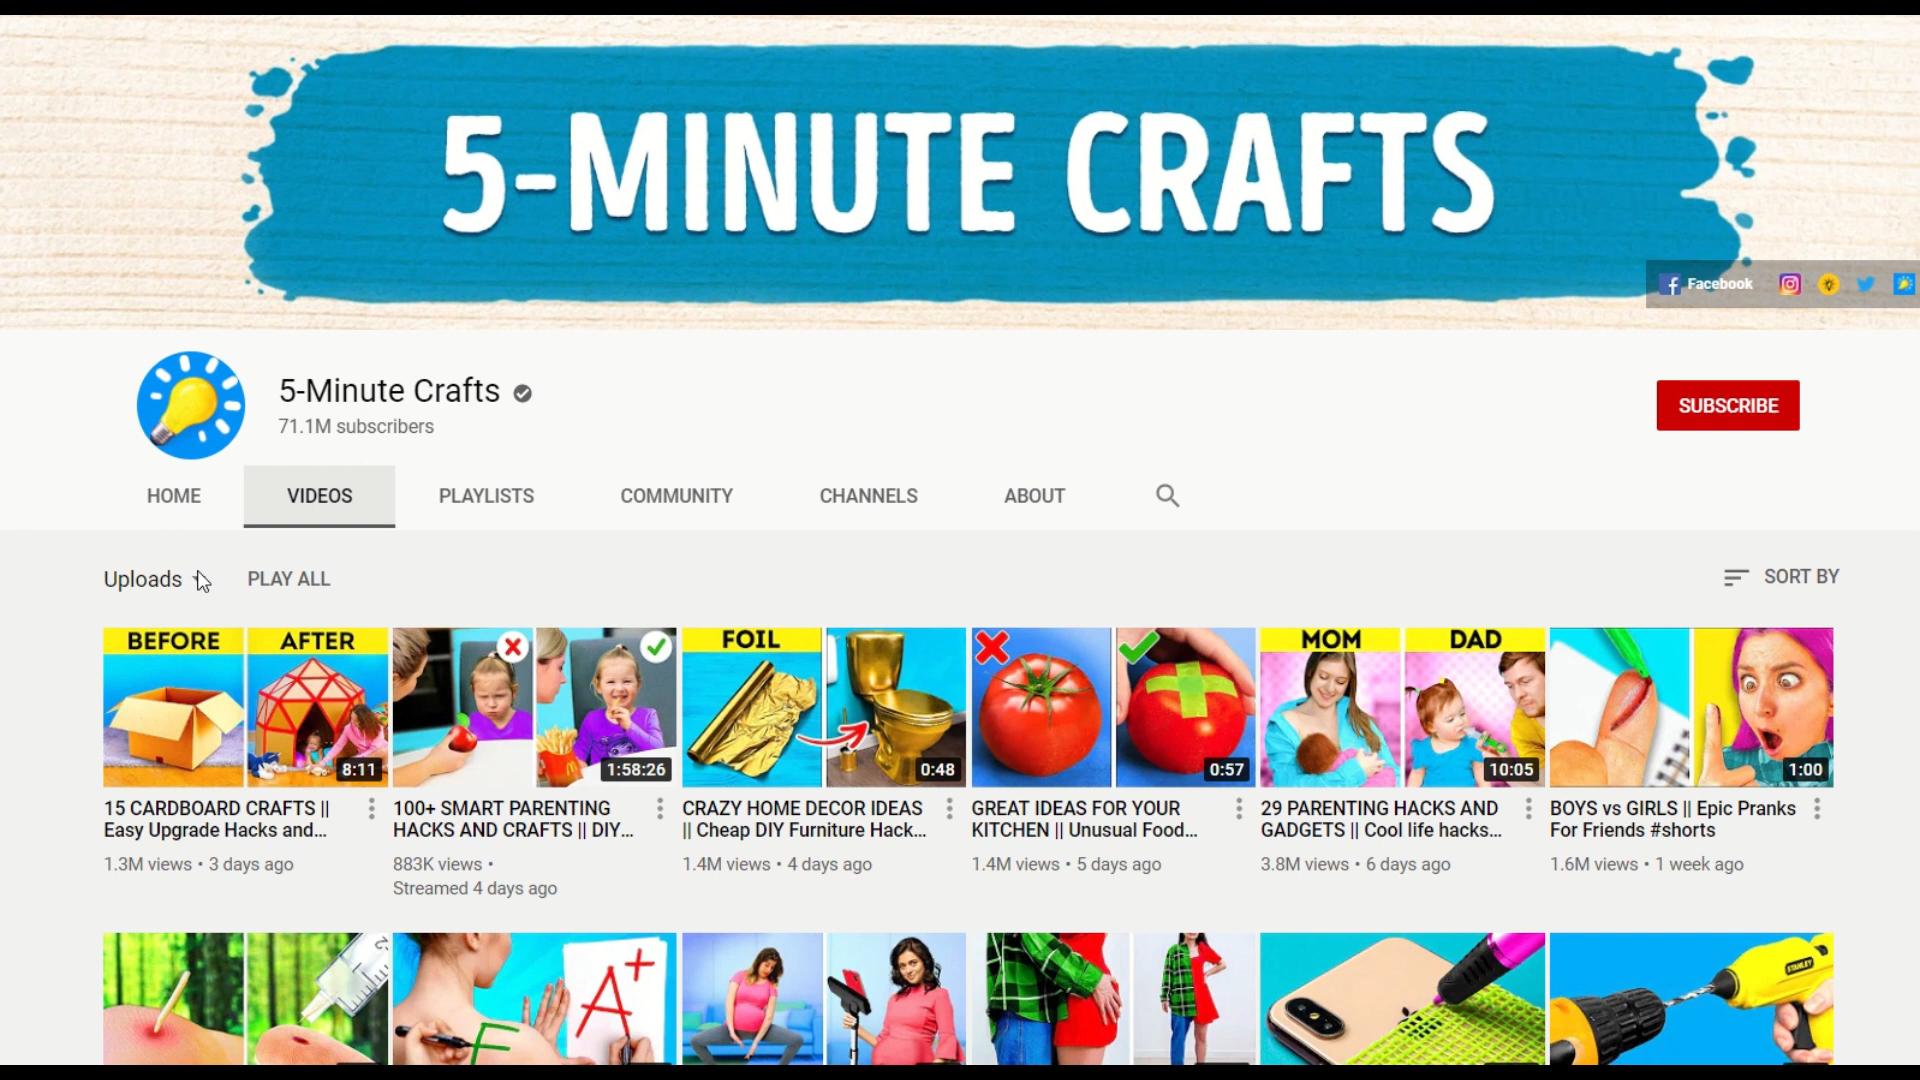 5-MINUTE CRAFTS
Facebook
5-Minute Crafts
71.1M subscribers
SUBSCRIBE
HOME
VIDEOS
PLAYLISTS
COMMUNITY
CHANNELS
ABOUT
Uploads
PLAY ALL
SORT BY
BEFORE
AFTER
8:11
1:58:26
FOIL
0:48
0:57
MOM
DAD
10:05
1:00
15 CARDBOARD CRAFTS ||
Easy Upgrade Hacks and...
1.3M views • 3 days ago
100+ SMART PARENTING
HACKS AND CRAFTS || DIY...
883K views •
Streamed 4 days ago
CRAZY HOME DECOR IDEAS
|| Cheap DIY Furniture Hack...
1.4M views • 4 days ago
GREAT IDEAS FOR YOUR
KITCHEN || Unusual Food...
1.4M views • 5 days ago
29 PARENTING HACKS AND
GADGETS || Cool life hacks...
3.8M views • 6 days ago
BOYS vs GIRLS || Epic Pranks
For Friends #shorts
1.6M views • 1 week ago
F
A+
STANLEY